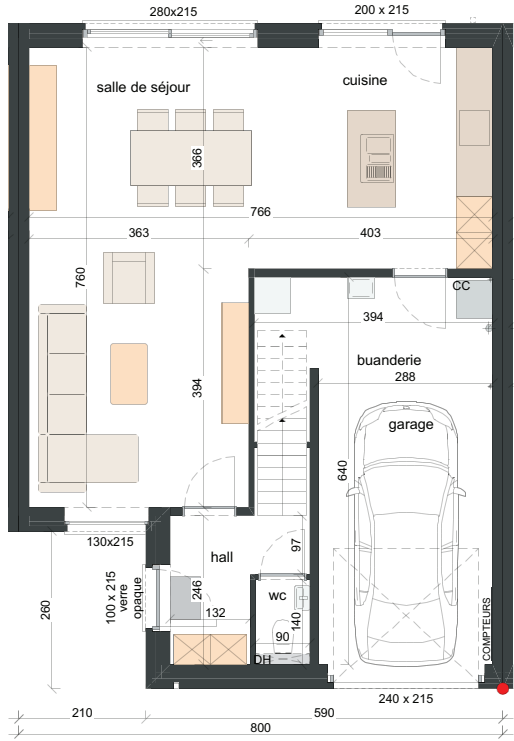 280x215
200 x 215
salle de séjour
cuisine
366
766
363
403
760
CC
394
buanderie
288
394
garage
640
130x215
hall
97
100 x 215
verre
opaque
246
wc
132
140
90
260
DH
COMPTEURS
240 x 215
210
590
800